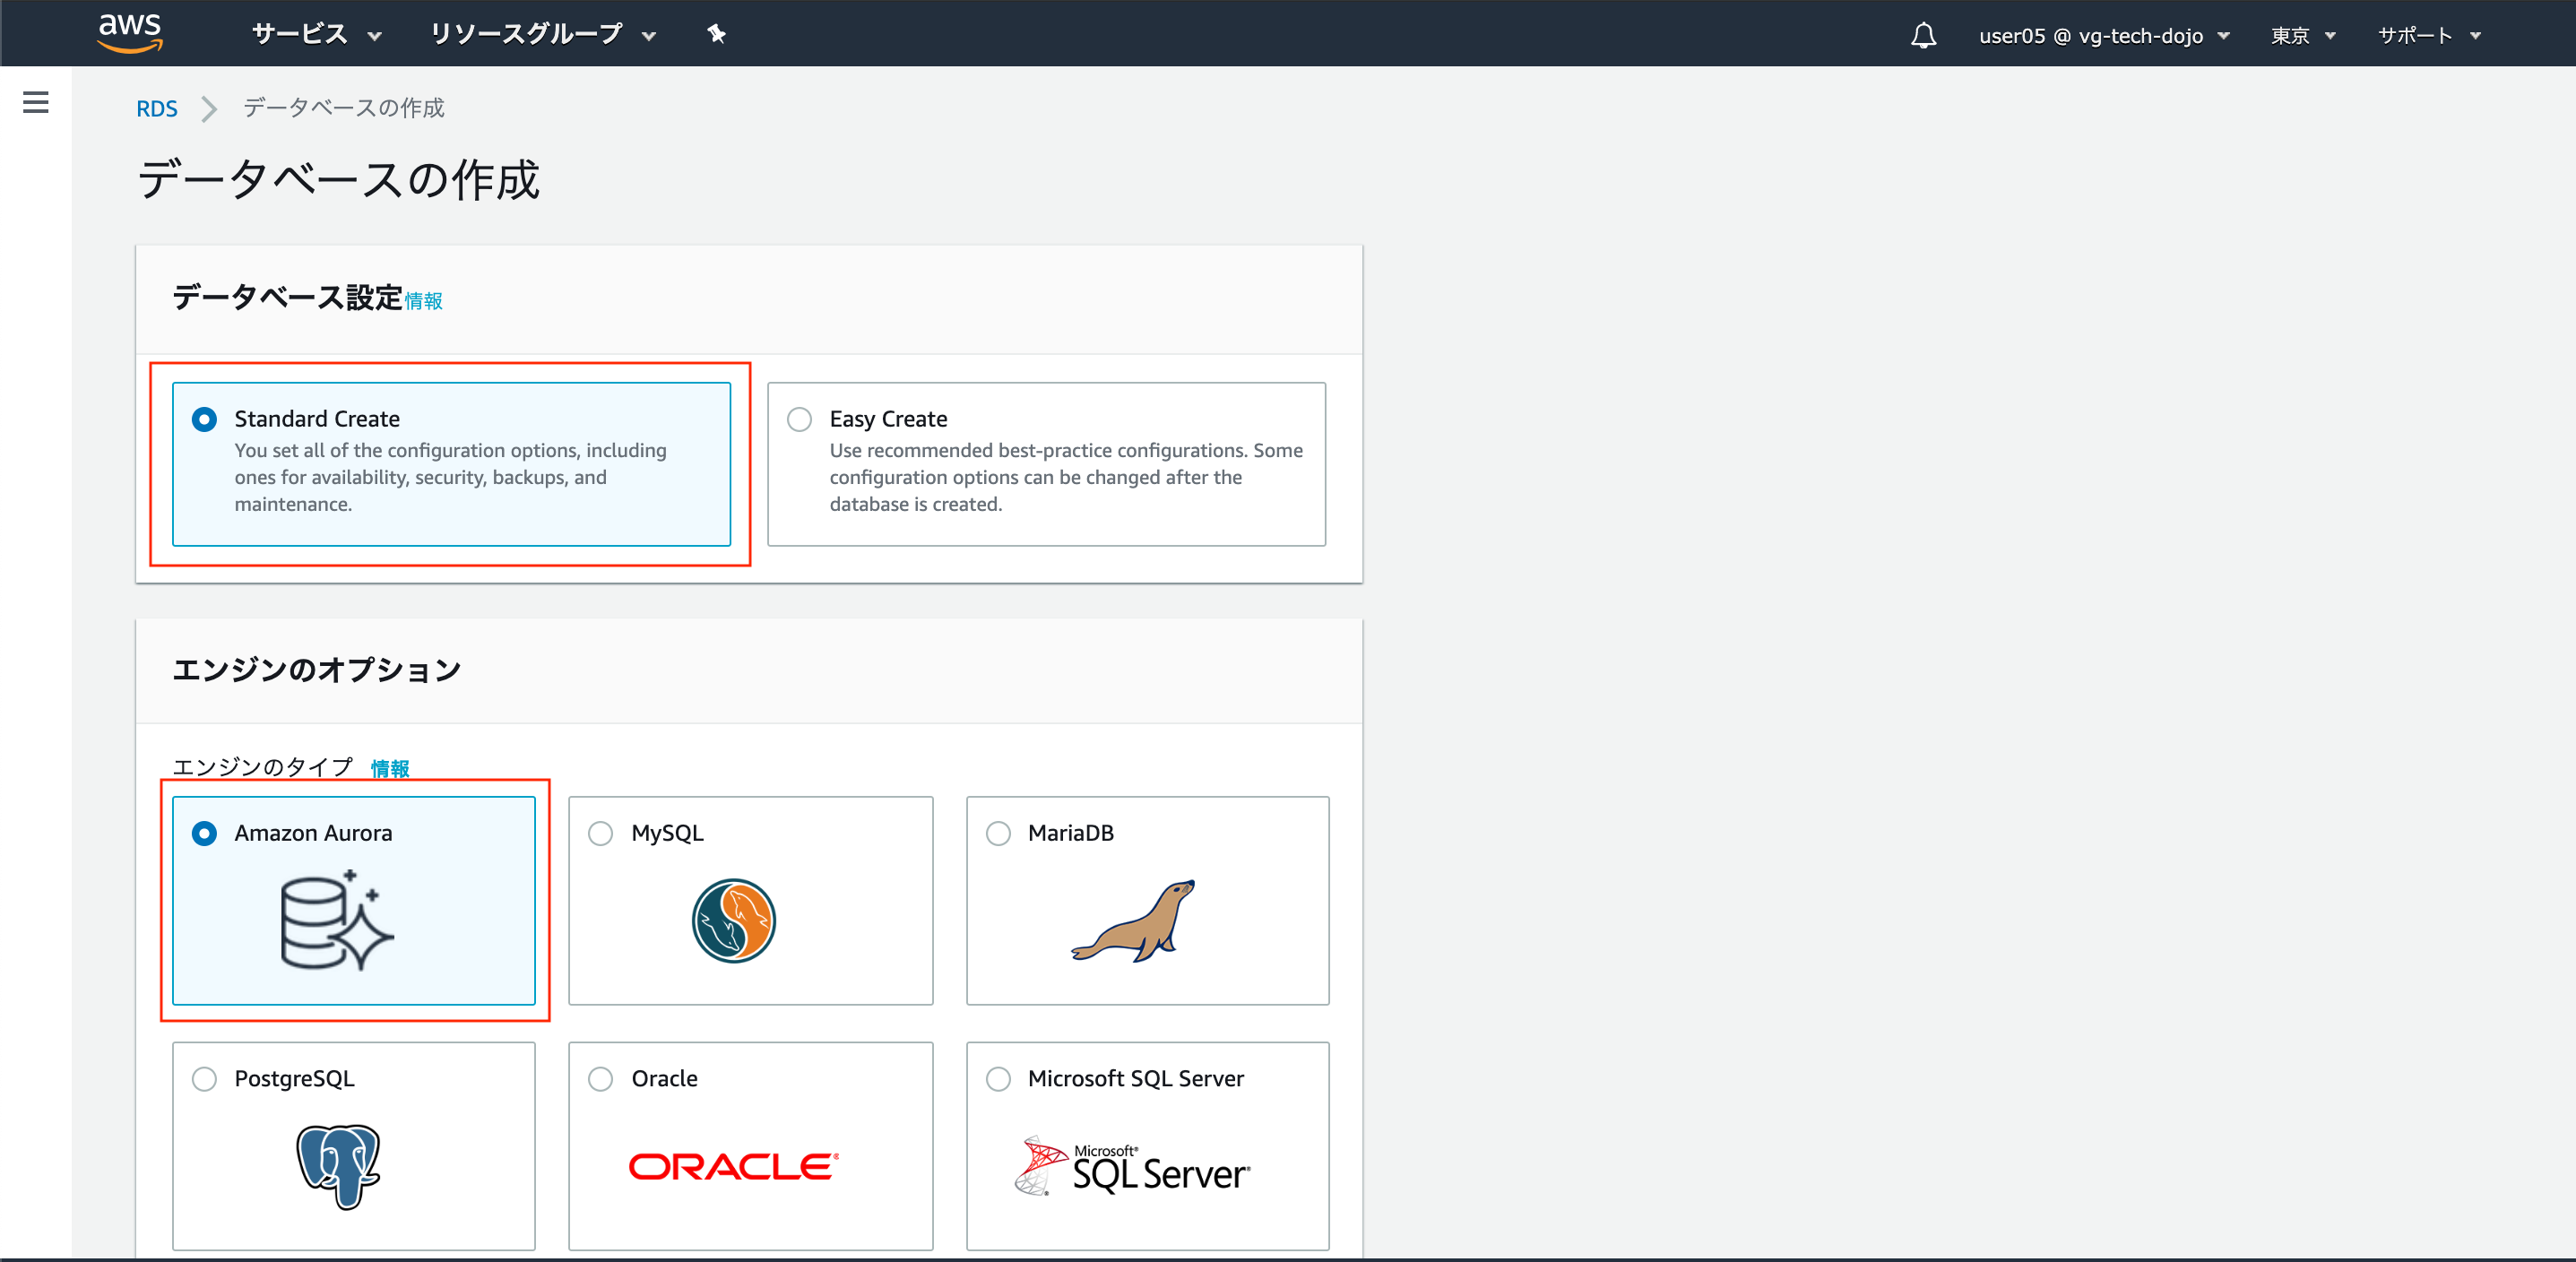 aws サービス リソースグループ user05 @ vg-tech-dojo 東京 サポート
RDS データベースの作成
データベースの作成
データベース設定情報
Standard Create
You set all of the configuration options, including
ones for availability, security, backups, and
maintenance.
Easy Create
Use recommended best-practice configurations. Some
configuration options can be changed after the
database is created.
エンジンのオプション
エンジンのタイプ 情報
Amazon Aurora
MySQL
MariaDB
PostgreSQL
Oracle
ORACLE®
Microsoft SQL Server
Microsoft®
SQL Server®